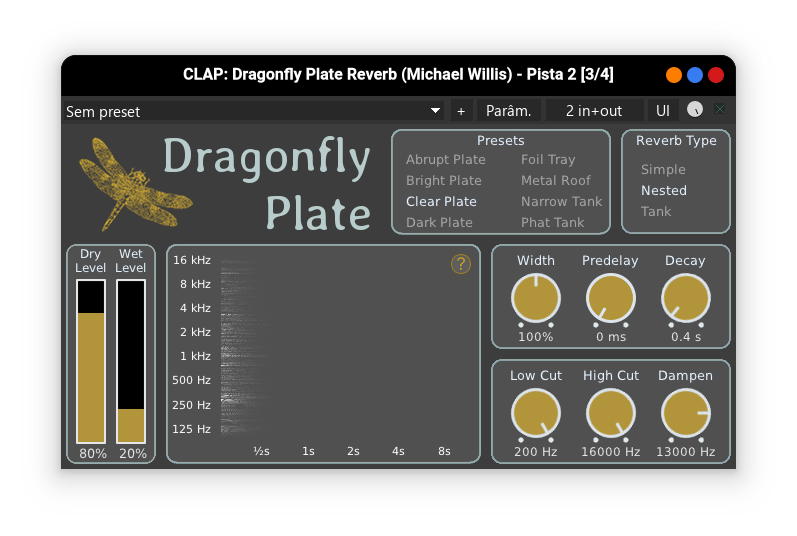 CLAP: Dragonfly Plate Reverb (Michael Willis) - Pista 2 [3/4]
Sem preset
+
Parâm.
2 in+out
UI
Dragonfly
Plate
Presets
Abrupt Plate
Bright Plate
Clear Plate
Dark Plate
Foil Tray
Metal Roof
Narrow Tank
Phat Tank
Reverb Type
Simple
Nested
Tank
Dry
Level
80%
Wet
Level
20%
?
16 kHz
8 kHz
4 kHz
2 kHz
1 kHz
500 Hz
250 Hz
125 Hz
½s 1s 2s 4s 8s
Width Predelay Decay
100% 0 ms 0.4 s
Low Cut High Cut Dampen
200 Hz 16000 Hz 13000 Hz